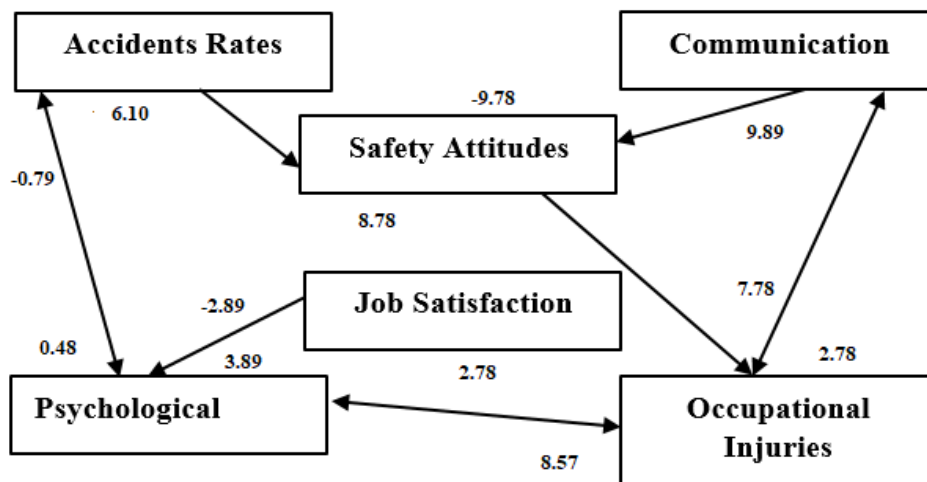 Accidents Rates
Communication
-9.78
6.10
9.89
Safety Attitudes
-0.79
8.78
7.78
-2.89
Job Satisfaction
0.48
3.89
2.78
2.78
Psychological
Occupational
Injuries
8.57